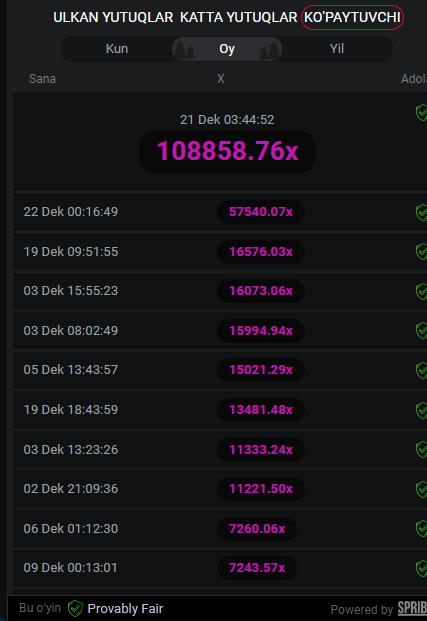 ULKAN YUTUQLAR KATTA YUTUQLAR KO'PAYTUVCHI
Kun Oy Yil
Sana X
21 Dek 03:44:52
108858.76x
22 Dek 00:16:49 57540.07x
19 Dek 09:51:55 16576.03x
03 Dek 15:55:23 16073.06x
03 Dek 08:02:49 15994.94x
05 Dek 13:43:57 15021.29x
19 Dek 18:43:59 13481.48x
03 Dek 13:23:26 11333.24x
02 Dek 21:09:36 11221.50x
06 Dek 01:12:30 7260.06x
09 Dek 00:13:01 7243.57x
Bu o'yin Provably Fair Powered by